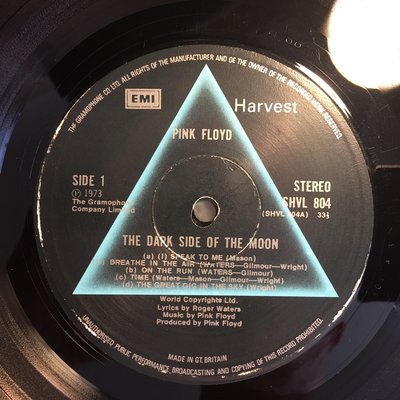 THE GRAMOPHONE CO. LTD. ALL RIGHTS OF THE MANUFACTURER AND OF THE OWNER OF THE RECORDED WORK RESERVED.
EMI
Harvest
PINK FLOYD
SIDE 1
STEREO
Ⓟ 1973
SHVL 804
The Gramophone
Company Limited
(SHVL 804A) 33⅓
THE DARK SIDE OF THE MOON
(a) (i) SPEAK TO ME (Mason)
BREATHE IN THE AIR (WATERS—Gilmour—Wright)
(b) ON THE RUN (WATERS—Gilmour)
(c) TIME (Waters—Mason—Gilmour—Wright)
(d) THE GREAT GIG IN THE SKY (Wright)
World Copyrights Ltd.
Lyrics by Roger Waters
Music by Pink Floyd
Produced by Pink Floyd
MADE IN GT. BRITAIN
UNAUTHORISED PUBLIC PERFORMANCE, BROADCASTING AND COPYING OF THIS RECORD PROHIBITED.